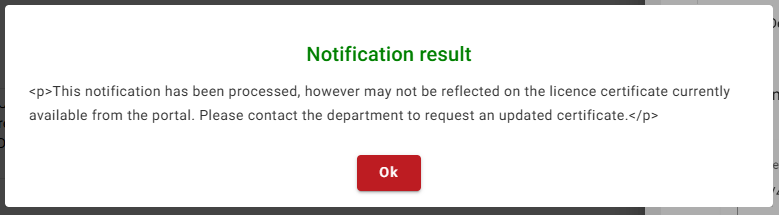 Notification result
<p>This notification has been processed, however may not be reflected on the licence certificate currently
available from the portal. Please contact the department to request an updated certificate.</p>
Ok